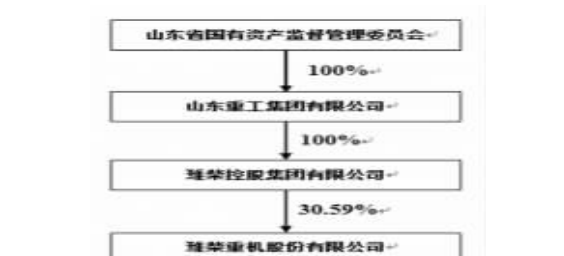 山东省国有资产监督管理委员会
100%
山东重工集团有限公司
100%
潍柴控股集团有限公司
30.59%
潍柴重机股份有限公司